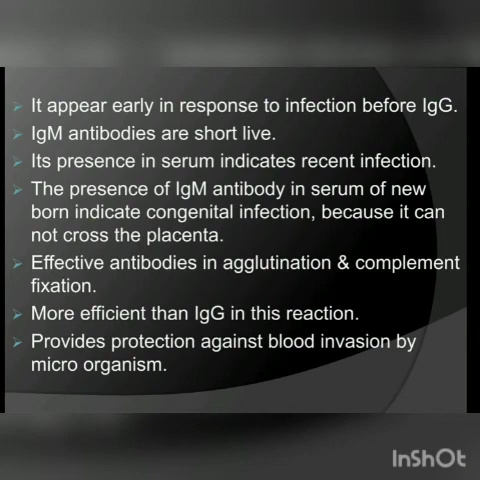 It appear early in response to infection before IgG.
IgM antibodies are short live.
Its presence in serum indicates recent infection.
The presence of IgM antibody in serum of new
born indicate congenital infection, because it can
not cross the placenta.
Effective antibodies in agglutination & complement
fixation.
More efficient than IgG in this reaction.
Provides protection against blood invasion by
micro organism.
InShOt